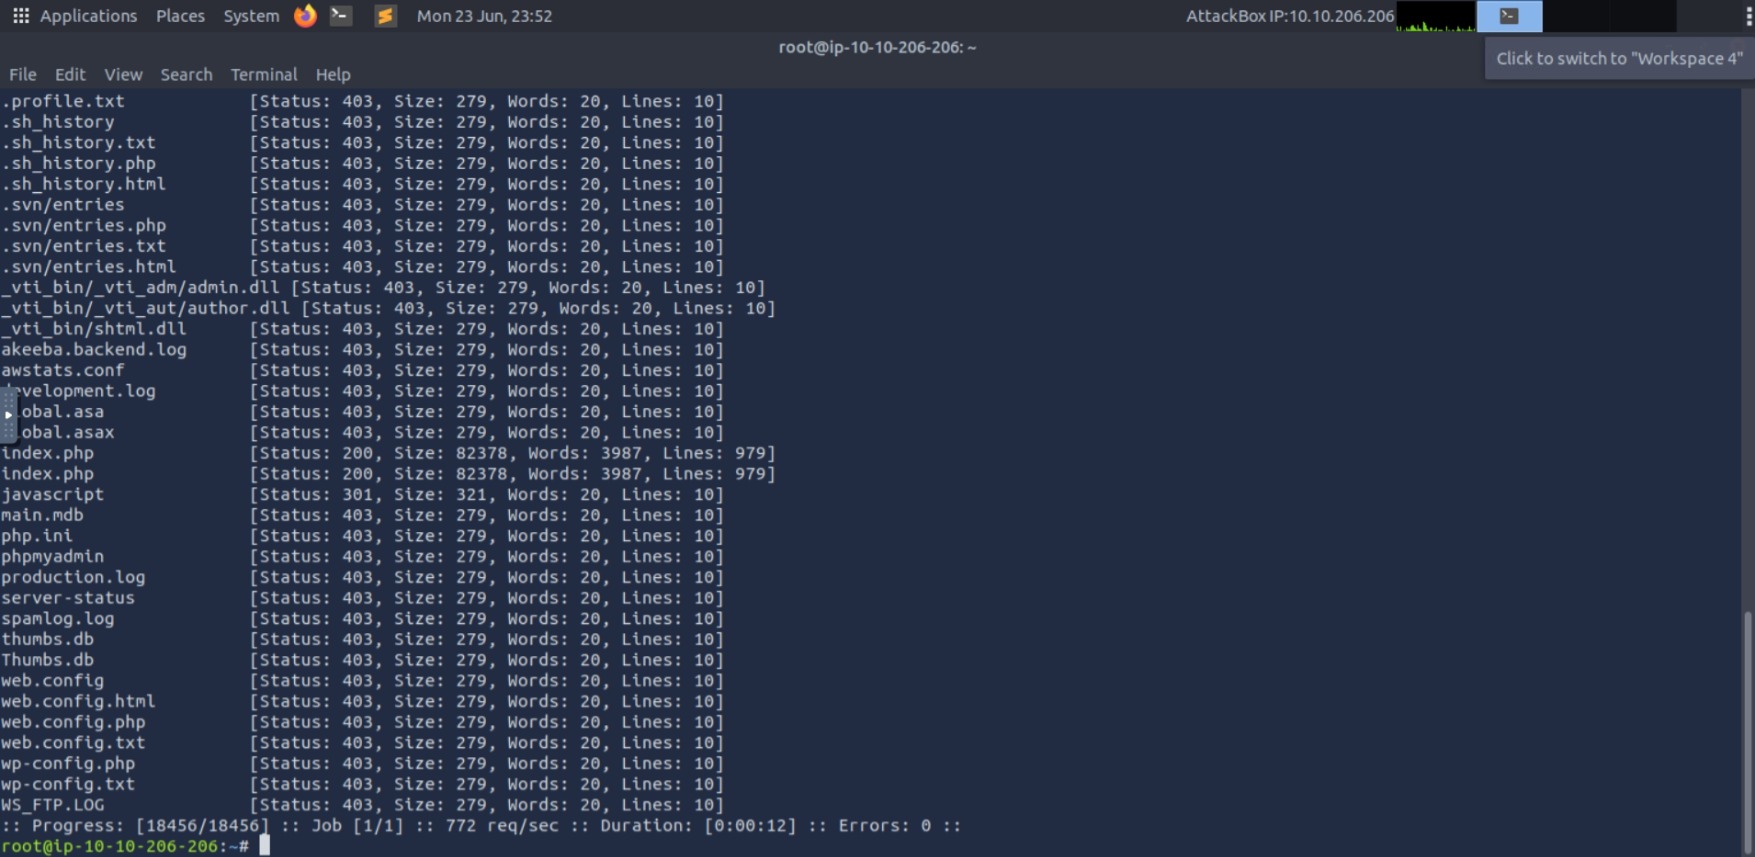 Applications Places System Mon 23 Jun, 23:52 AttackBox IP:10.10.206.206
root@ip-10-10-206-206: ~
Click to switch to "Workspace 4"
File Edit View Search Terminal Help
.profile.txt [Status: 403, Size: 279, Words: 20, Lines: 10]
.sh_history [Status: 403, Size: 279, Words: 20, Lines: 10]
.sh_history.txt [Status: 403, Size: 279, Words: 20, Lines: 10]
.sh_history.php [Status: 403, Size: 279, Words: 20, Lines: 10]
.sh_history.html [Status: 403, Size: 279, Words: 20, Lines: 10]
.svn/entries [Status: 403, Size: 279, Words: 20, Lines: 10]
.svn/entries.php [Status: 403, Size: 279, Words: 20, Lines: 10]
.svn/entries.txt [Status: 403, Size: 279, Words: 20, Lines: 10]
.svn/entries.html [Status: 403, Size: 279, Words: 20, Lines: 10]
_vti_bin/_vti_adm/admin.dll [Status: 403, Size: 279, Words: 20, Lines: 10]
_vti_bin/_vti_aut/author.dll [Status: 403, Size: 279, Words: 20, Lines: 10]
_vti_bin/shtml.dll [Status: 403, Size: 279, Words: 20, Lines: 10]
akeeba.backend.log [Status: 403, Size: 279, Words: 20, Lines: 10]
awstats.conf [Status: 403, Size: 279, Words: 20, Lines: 10]
development.log [Status: 403, Size: 279, Words: 20, Lines: 10]
obal.asa [Status: 403, Size: 279, Words: 20, Lines: 10]
obal.asax [Status: 403, Size: 279, Words: 20, Lines: 10]
index.php [Status: 200, Size: 82378, Words: 3987, Lines: 979]
index.php [Status: 200, Size: 82378, Words: 3987, Lines: 979]
javascript [Status: 301, Size: 321, Words: 20, Lines: 10]
main.mdb [Status: 403, Size: 279, Words: 20, Lines: 10]
php.ini [Status: 403, Size: 279, Words: 20, Lines: 10]
phpmyadmin [Status: 403, Size: 279, Words: 20, Lines: 10]
production.log [Status: 403, Size: 279, Words: 20, Lines: 10]
server-status [Status: 403, Size: 279, Words: 20, Lines: 10]
spamlog.log [Status: 403, Size: 279, Words: 20, Lines: 10]
thumbs.db [Status: 403, Size: 279, Words: 20, Lines: 10]
Thumbs.db [Status: 403, Size: 279, Words: 20, Lines: 10]
web.config [Status: 403, Size: 279, Words: 20, Lines: 10]
web.config.html [Status: 403, Size: 279, Words: 20, Lines: 10]
web.config.php [Status: 403, Size: 279, Words: 20, Lines: 10]
web.config.txt [Status: 403, Size: 279, Words: 20, Lines: 10]
wp-config.php [Status: 403, Size: 279, Words: 20, Lines: 10]
wp-config.txt [Status: 403, Size: 279, Words: 20, Lines: 10]
WS_FTP.LOG [Status: 403, Size: 279, Words: 20, Lines: 10]
:: Progress: [18456/18456] :: Job [1/1] :: 772 req/sec :: Duration: [0:00:12] :: Errors: 0 ::
root@ip-10-10-206-206:~#